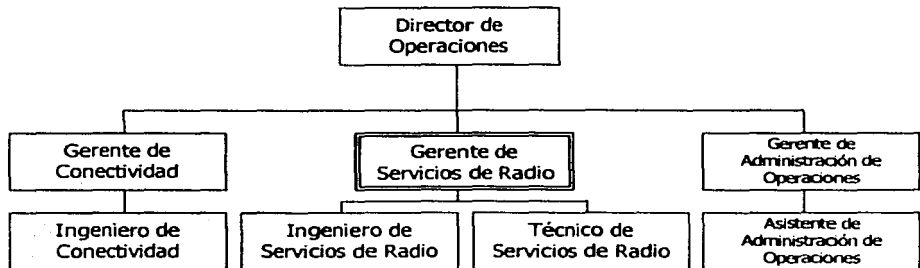 Director de
Operaciones
Gerente de
Conectividad
Gerente de
Servicios de Radio
Gerente de
Administración de
Operaciones
Ingeniero de
Conectividad
Ingeniero de
Servicios de Radio
Técnico de
Servicios de Radio
Asistente de
Administración de
Operaciones